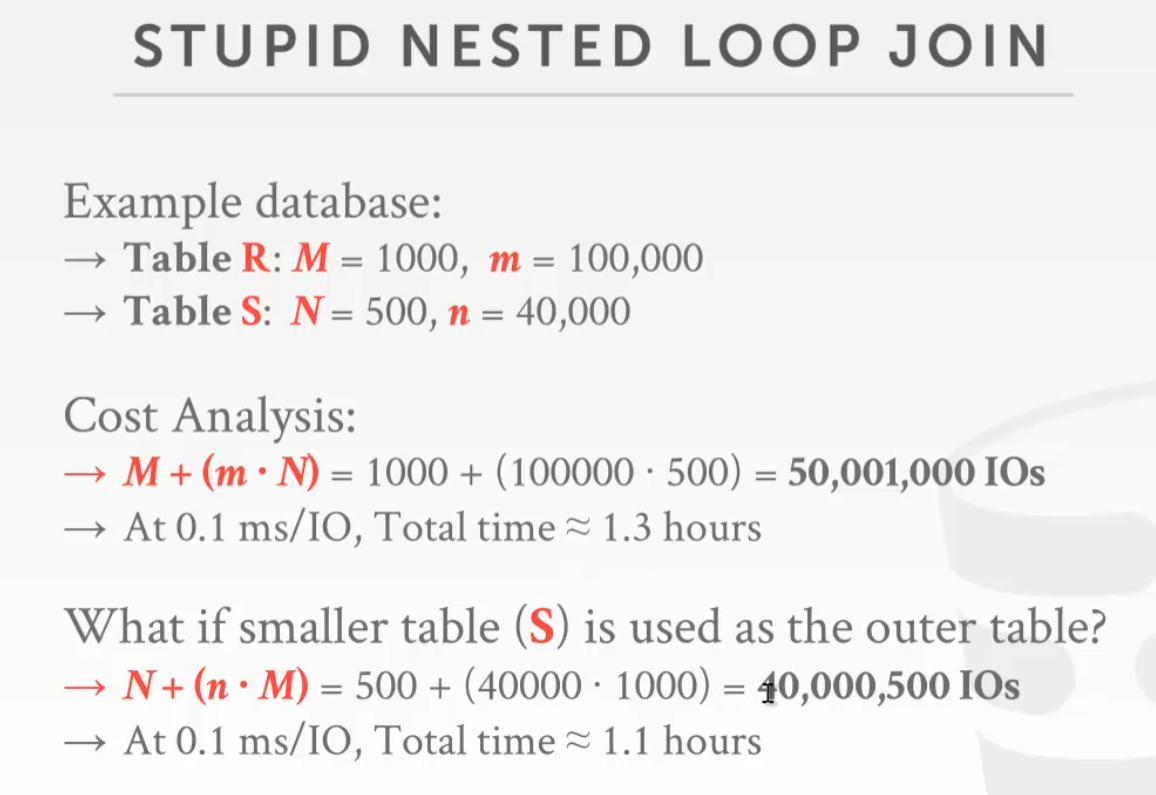 STUPID NESTED LOOP JOIN
Example database:
→ Table R: M = 1000, m = 100,000
→ Table S: N = 500, n = 40,000
Cost Analysis:
→ M + (m · N) = 1000 + (100000 · 500) = 50,001,000 IOs
→ At 0.1 ms/IO, Total time ≈ 1.3 hours
What if smaller table (S) is used as the outer table?
→ N + (n · M) = 500 + (40000 · 1000) = 40,000,500 IOs
→ At 0.1 ms/IO, Total time ≈ 1.1 hours